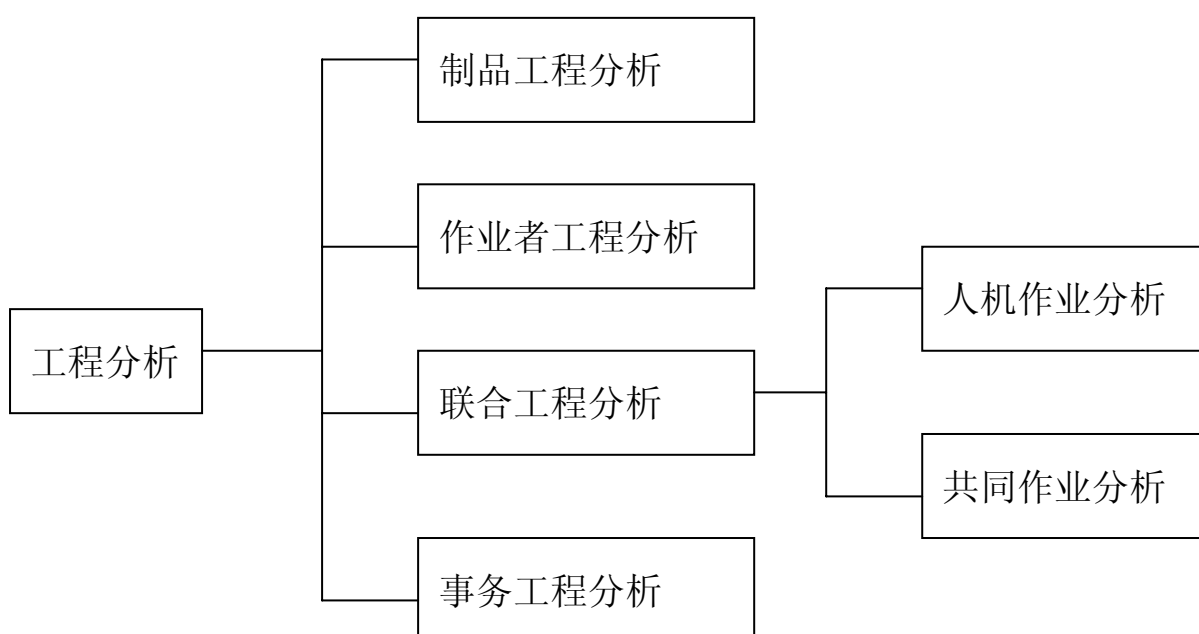 工程分析
制品工程分析
作业者工程分析
联合工程分析
事务工程分析
人机作业分析
共同作业分析